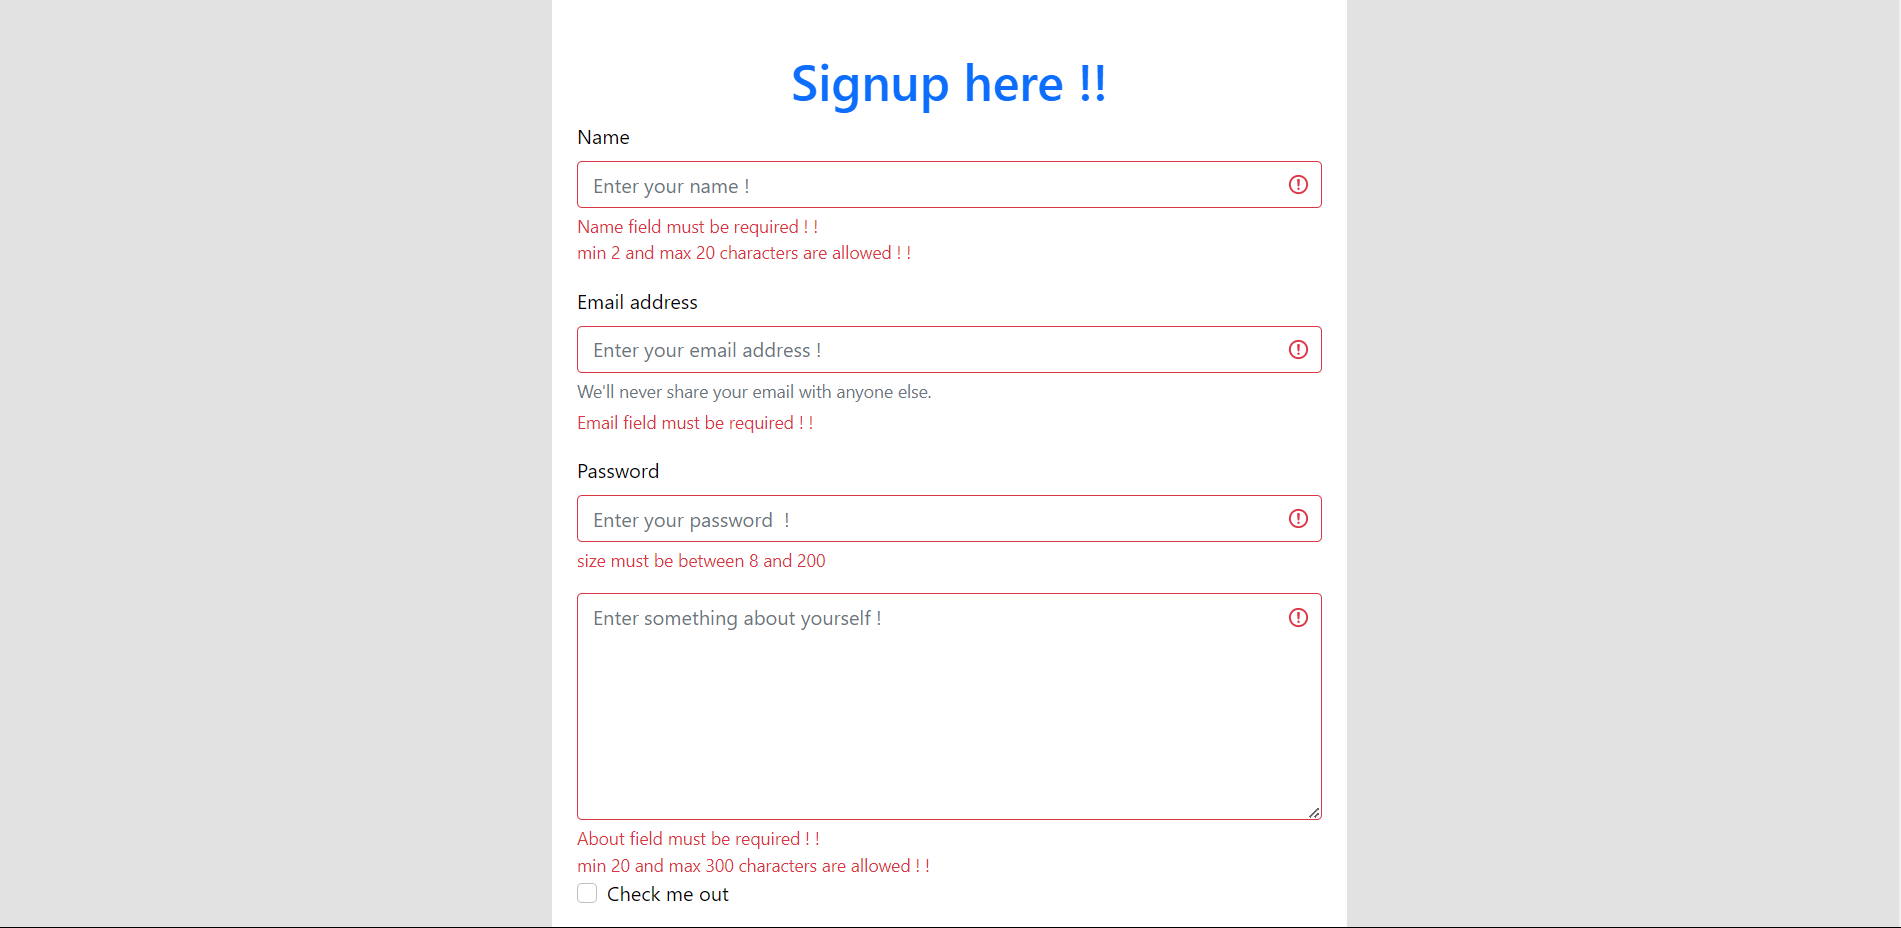 Signup here !!
Name
Enter your name !
Name field must be required ! !
min 2 and max 20 characters are allowed ! !
Email address
Enter your email address !
We'll never share your email with anyone else.
Email field must be required ! !
Password
Enter your password  !
size must be between 8 and 200
Enter something about yourself !
About field must be required ! !
min 20 and max 300 characters are allowed ! !
Check me out